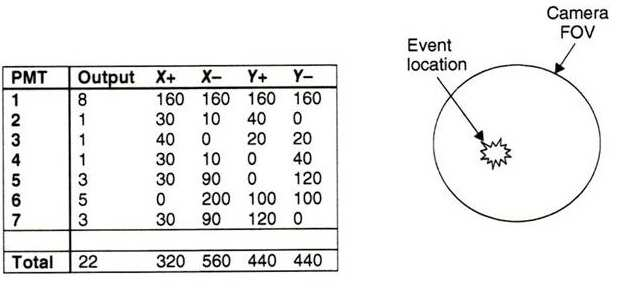 PMT Output X+ X− Y+ Y−
1 8 160 160 160 160
2 1 30 10 40 0
3 1 40 0 20 20
4 1 30 10 0 40
5 3 30 90 0 120
6 5 0 200 100 100
7 3 30 90 120 0
Total 22 320 560 440 440
Camera
FOV
Event
location